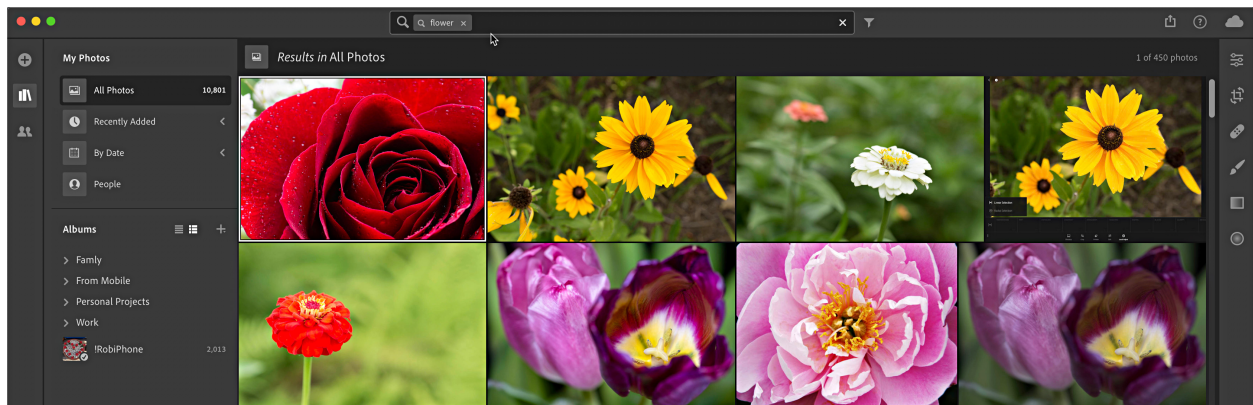 flower
My Photos
Results in All Photos
1 of 450 photos
All Photos 10,801
Recently Added
By Date
People
Albums
Famly
From Mobile
Personal Projects
Work
!RobiPhone 2,013